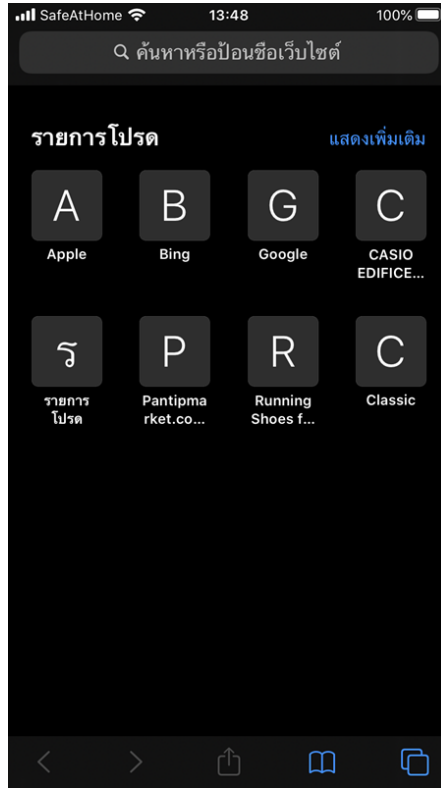 SafeAtHome 13:48 100%
ค้นหาหรือป้อนชื่อเว็บไซต์
รายการโปรด แสดงเพิ่มเติม
A B G C
Apple Bing Google CASIO EDIFICE...
ร P R C
รายการโปรด Pantipmarket.co... Running Shoes f... Classic